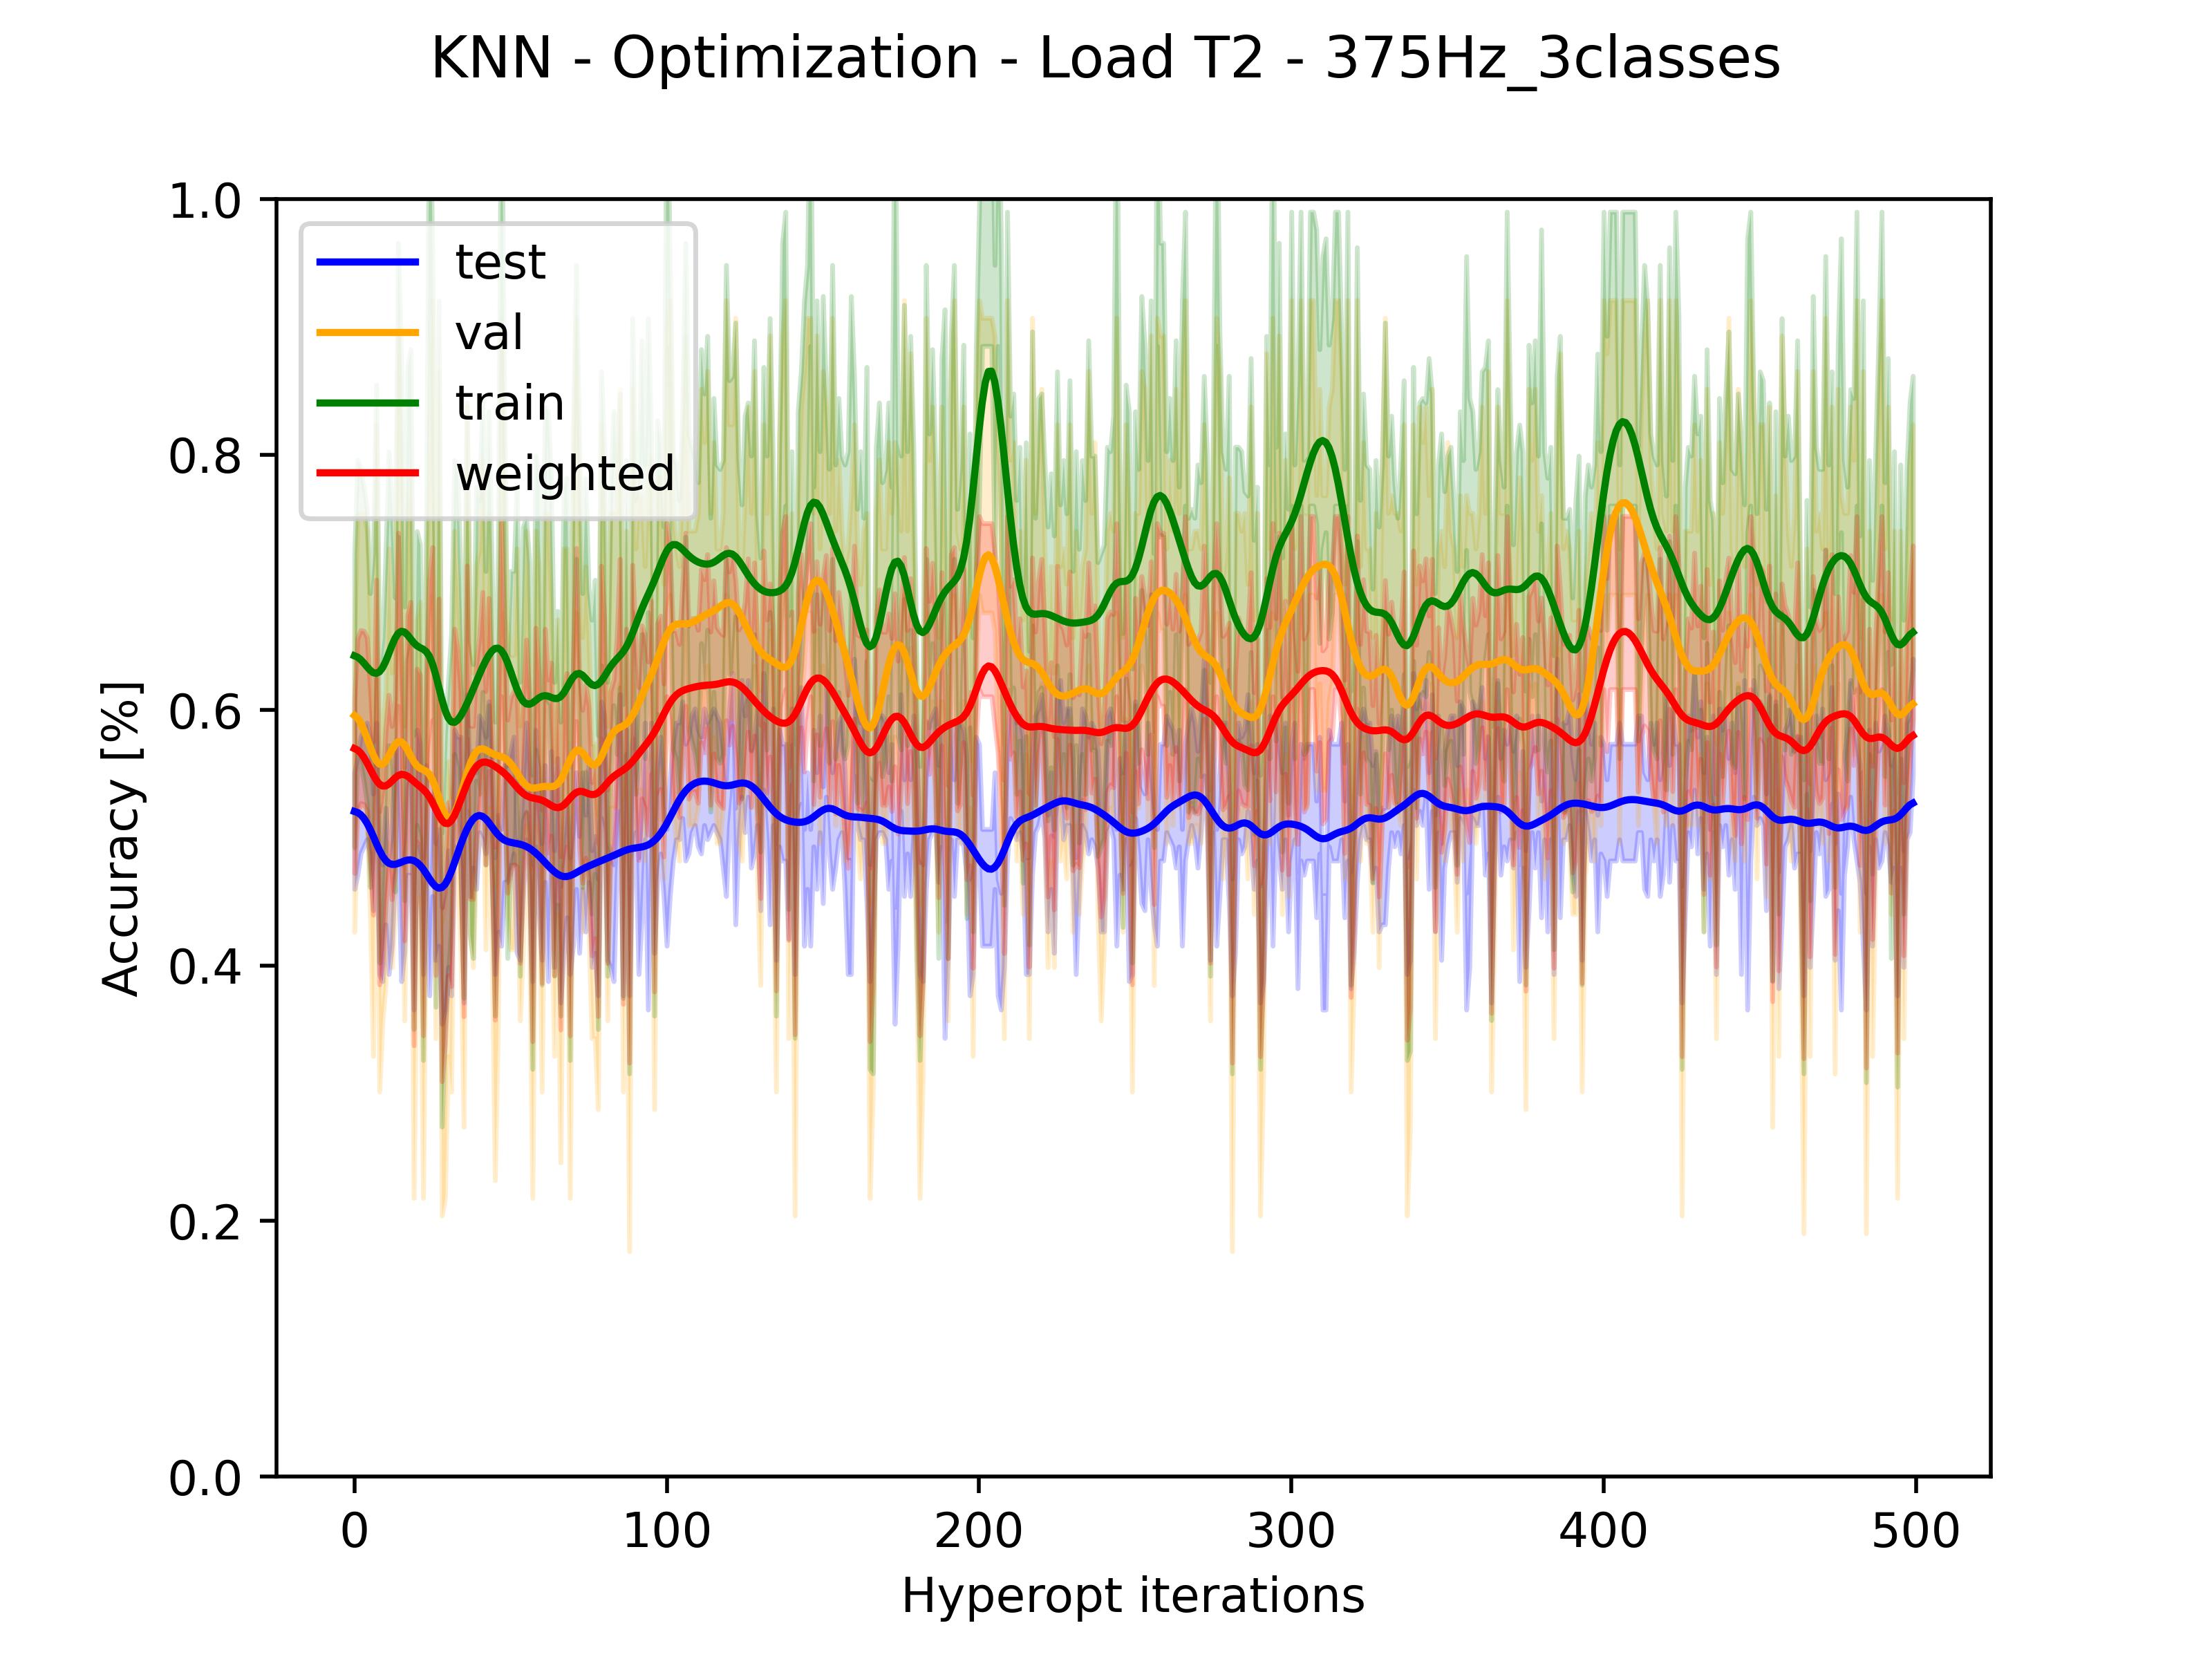 KNN - Optimization - Load T2 - 375Hz_3classes
1.0
0.8
0.6
0.4
0.2
0.0
Accuracy [%]
test
val
train
weighted
0 100 200 300 400 500
Hyperopt iterations